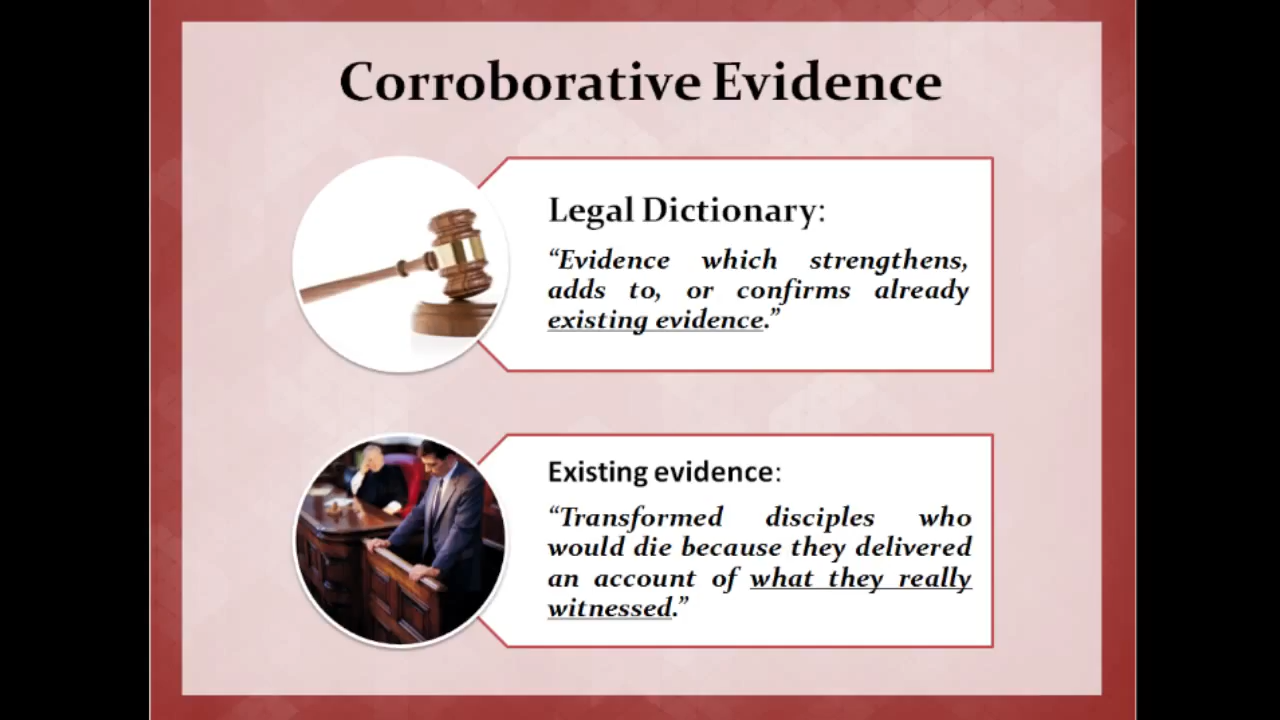 Corroborative Evidence
Legal Dictionary:
“Evidence which strengthens,
adds to, or confirms already
existing evidence.”
Existing evidence:
“Transformed disciples who
would die because they delivered
an account of what they really
witnessed.”